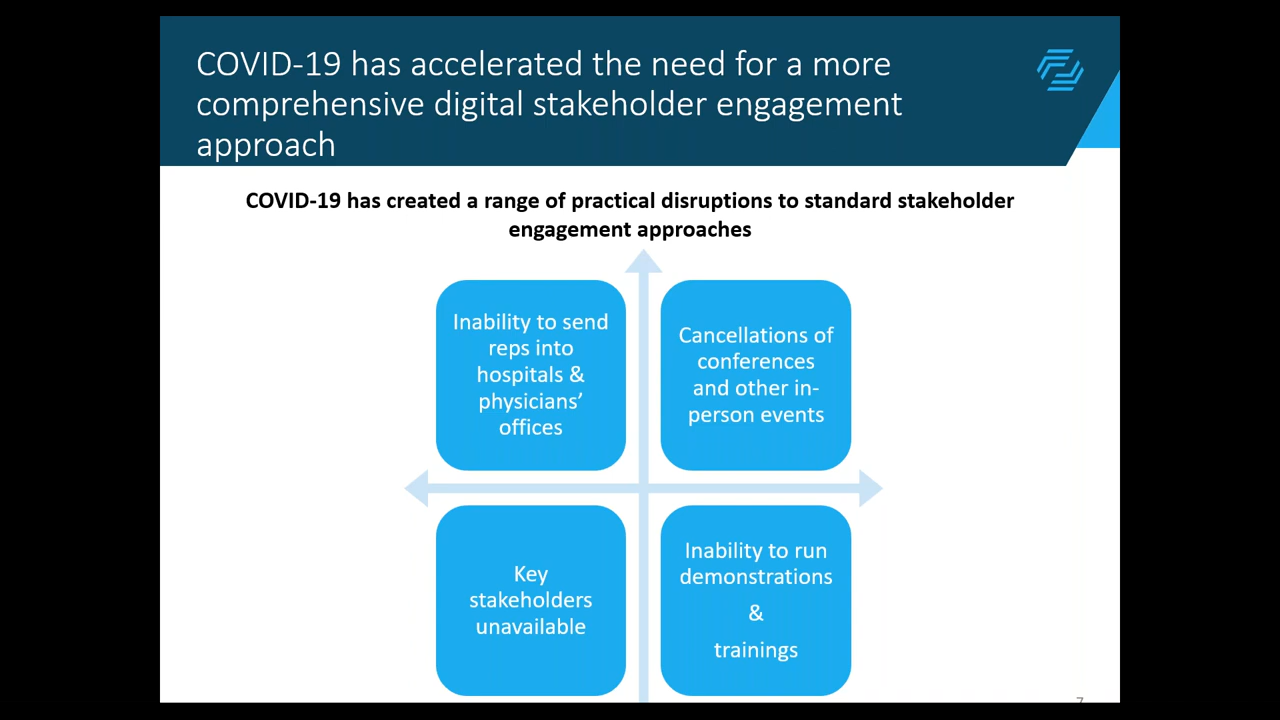 COVID-19 has accelerated the need for a more
comprehensive digital stakeholder engagement
approach
COVID-19 has created a range of practical disruptions to standard stakeholder
engagement approaches
Inability to send
reps into
hospitals &
physicians’
offices
Cancellations of
conferences
and other in-
person events
Key
stakeholders
unavailable
Inability to run
demonstrations
&
trainings
7